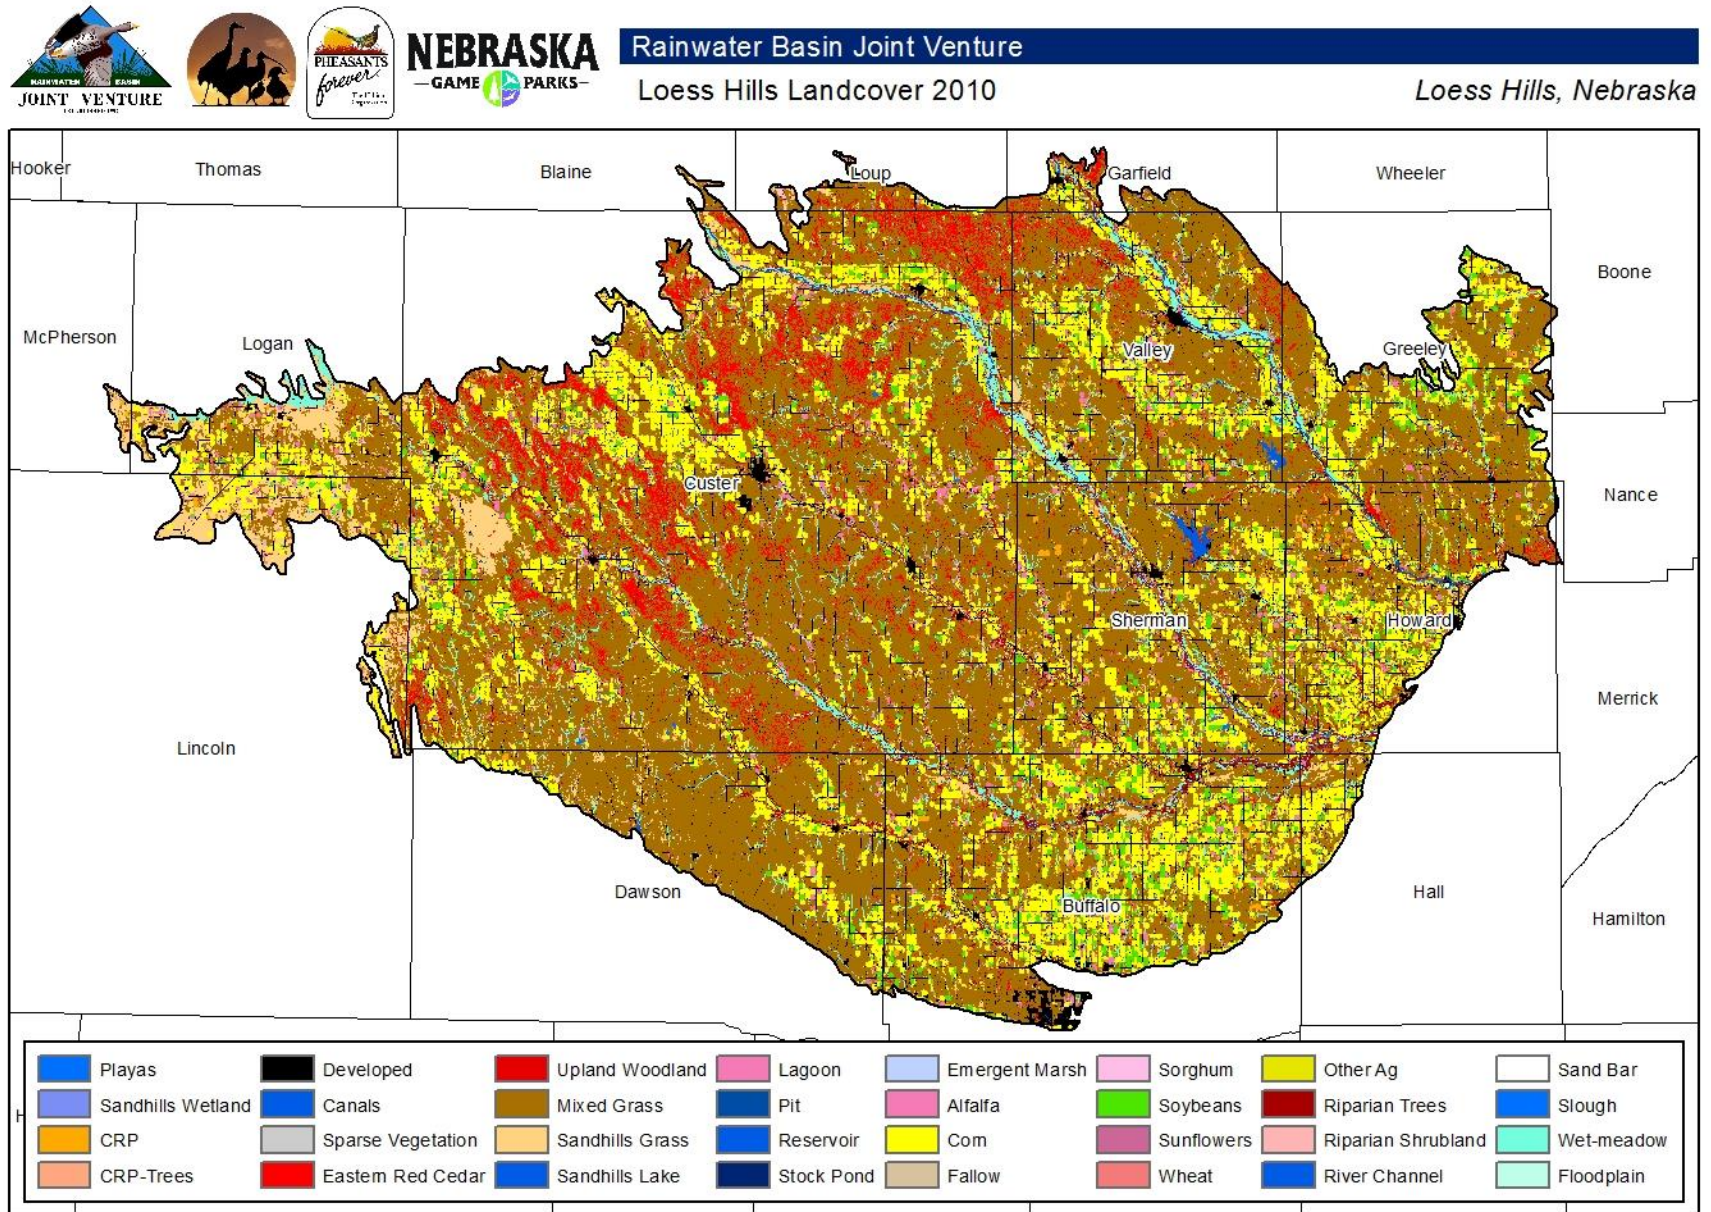 RAINWATER BASIN
JOINT VENTURE
PHEASANTS
forever
NEBRASKA
GAME PARKS
Rainwater Basin Joint Venture
Loess Hills Landcover 2010
Loess Hills, Nebraska
Hooker
Thomas
Blaine
Loup
Garfield
Wheeler
Boone
McPherson
Logan
Valley
Greeley
Custer
Nance
Sherman
Howard
Merrick
Lincoln
Dawson
Buffalo
Hall
Hamilton
H
Playas
Developed
Upland Woodland
Lagoon
Emergent Marsh
Sorghum
Other Ag
Sand Bar
Sandhills Wetland
Canals
Mixed Grass
Pit
Alfalfa
Soybeans
Riparian Trees
Slough
CRP
Sparse Vegetation
Sandhills Grass
Reservoir
Corn
Sunflowers
Riparian Shrubland
Wet-meadow
CRP-Trees
Eastern Red Cedar
Sandhills Lake
Stock Pond
Fallow
Wheat
River Channel
Floodplain